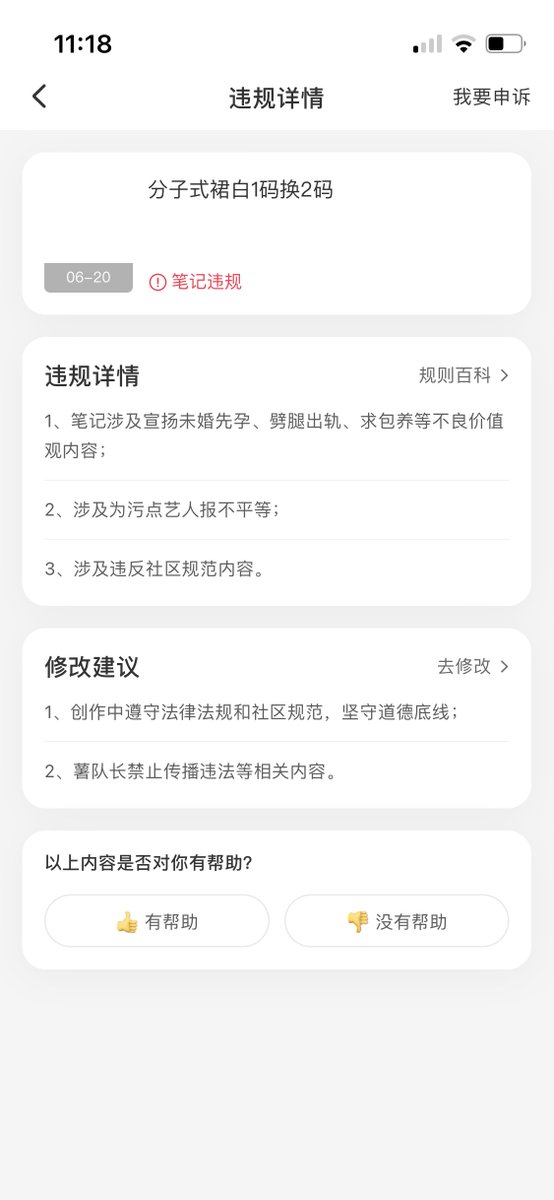 11:18
违规详情
我要申诉
分子式裙白1码换2码
06-20
笔记违规
违规详情
规则百科
1、笔记涉及宣扬未婚先孕、劈腿出轨、求包养等不良价值
观内容；
2、涉及为污点艺人报不平等；
3、涉及违反社区规范内容。
修改建议
去修改
1、创作中遵守法律法规和社区规范，坚守道德底线；
2、薯队长禁止传播违法等相关内容。
以上内容是否对你有帮助?
有帮助
没有帮助